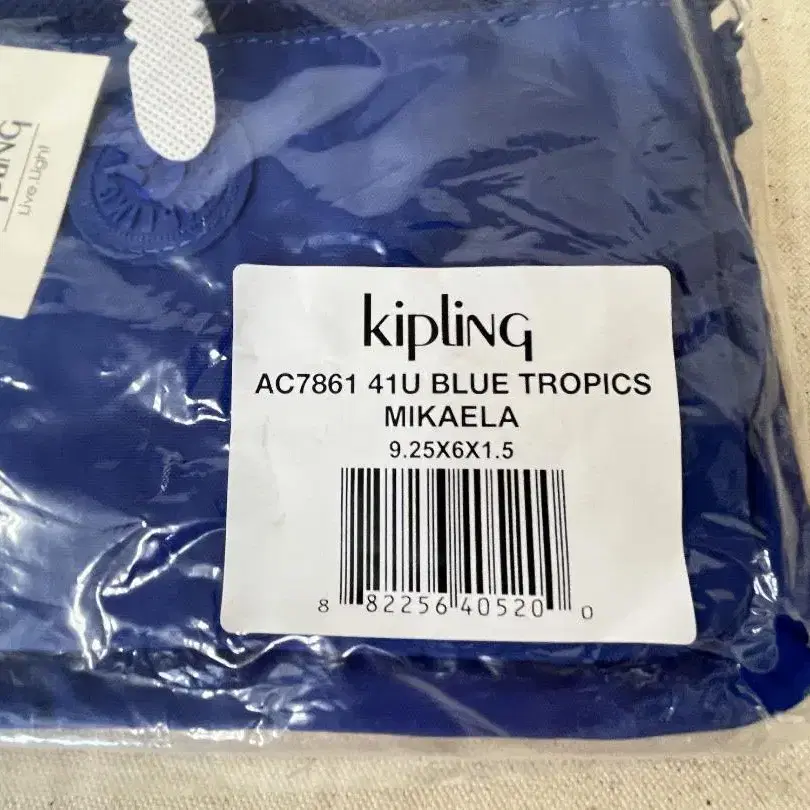 Live.Light
kipling
AC7861 41U BLUE TROPICS
MIKAELA
9.25X6X1.5
8 82256 40520 0